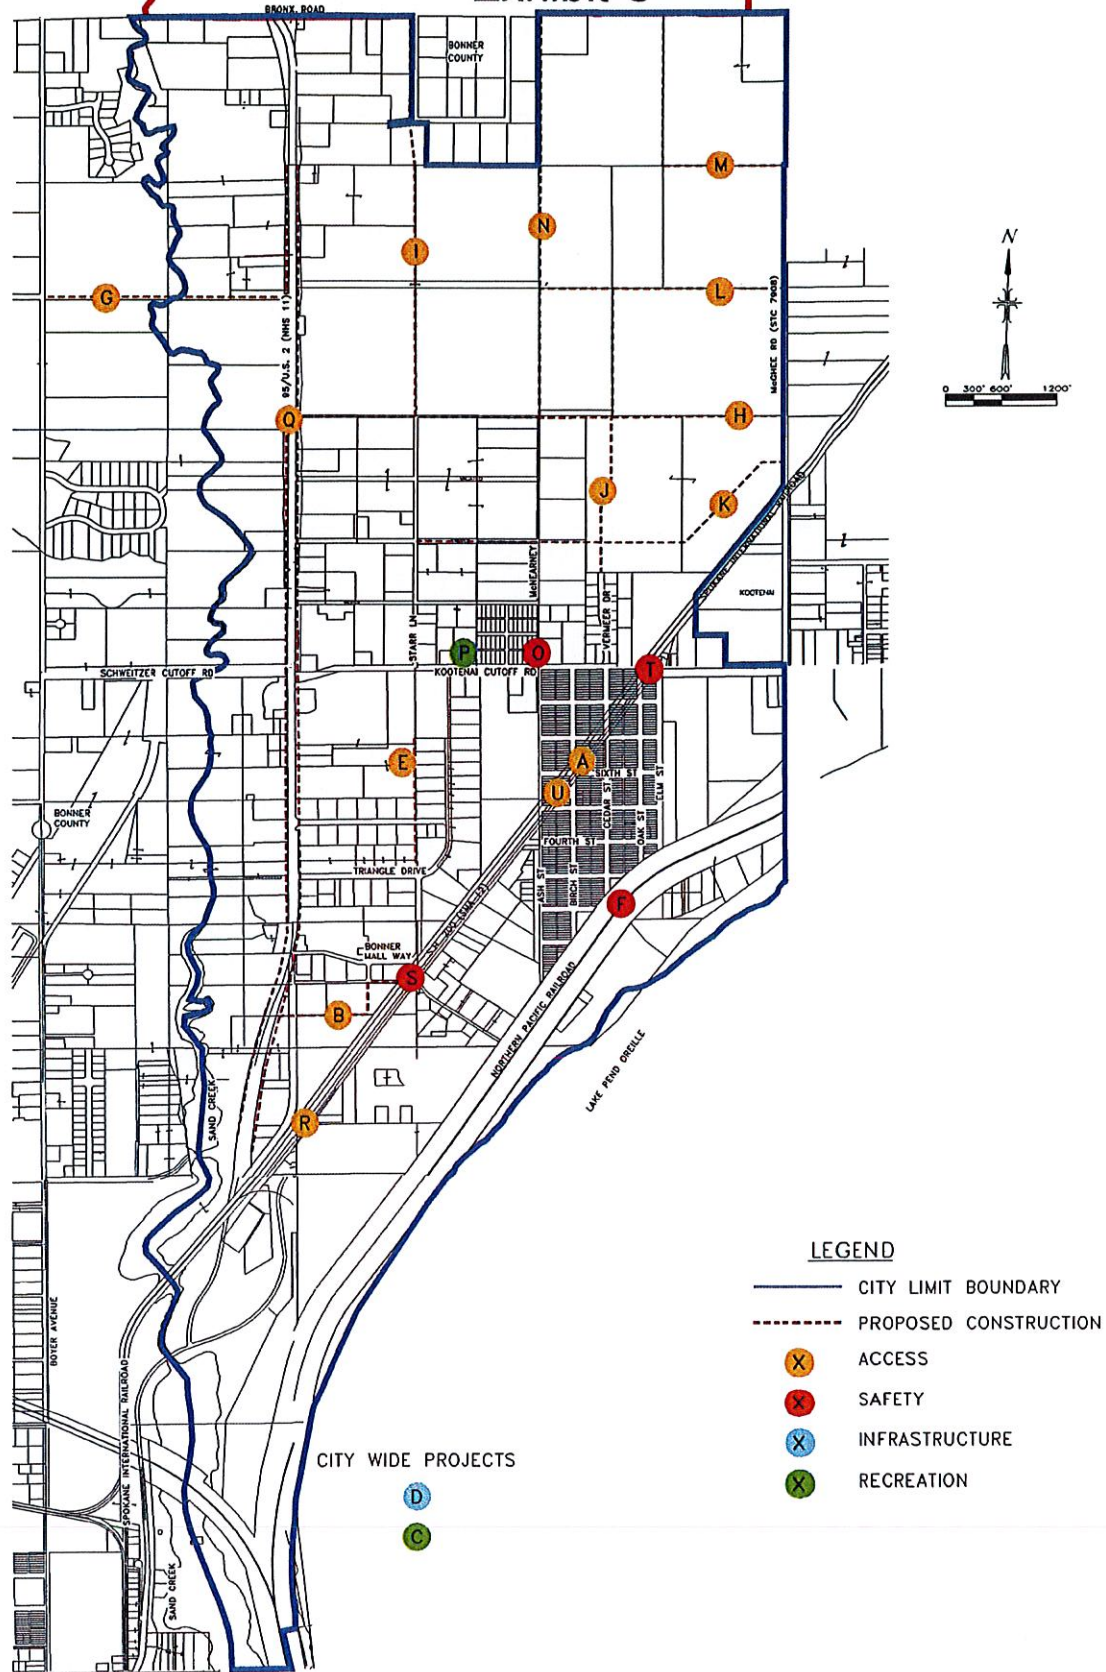 BRONX ROAD
BONNER
COUNTY
M
N
I
G
L
95/U.S. 2 (NHS 11)
McGHEE RD (STC 7908)
N
0 300' 600' 1200'
H
Q
J
K
VACATED
SPOKANE INTERNATIONAL RAILROAD
McNEARNEY
KOOTENAI
STARR LN
VERMEER DR
P
O
T
SCHWEITZER CUTOFF RD
KOOTENAI CUTOFF RD
E
A
SIXTH ST
U
CEDAR ST
ELM ST
BONNER
COUNTY
OAK ST
FOURTH ST
TRIANGLE DRIVE
ASH ST
BIRCH ST
F
S.H. 200
BONNER
MALL WAY
S
B
NORTHERN PACIFIC RAILROAD
LAKE PEND OREILLE
SAND CREEK
R
LEGEND
CITY LIMIT BOUNDARY
PROPOSED CONSTRUCTION
X ACCESS
X SAFETY
X INFRASTRUCTURE
X RECREATION
BOYER AVENUE
SPOKANE INTERNATIONAL RAILROAD
CITY WIDE PROJECTS
D
C
SAND CREEK